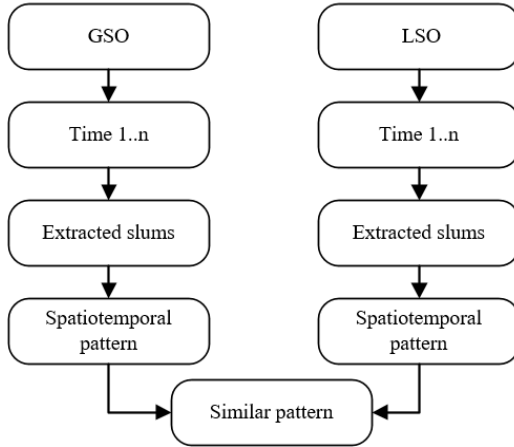 GSO
LSO
Time 1..n
Time 1..n
Extracted slums
Extracted slums
Spatiotemporal
pattern
Spatiotemporal
pattern
Similar pattern